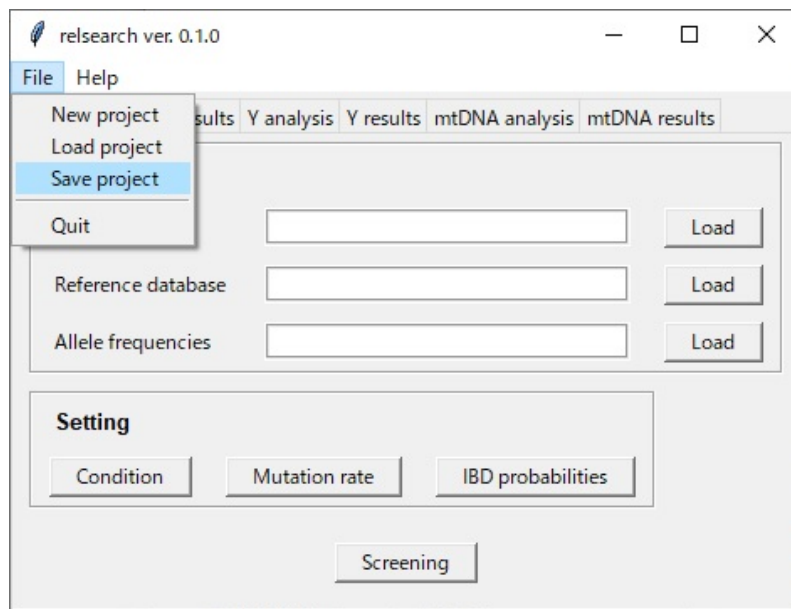 relsearch ver. 0.1.0
File Help
New project
Load project
Save project
Quit
sults Y analysis Y results mtDNA analysis mtDNA results
Load
Reference database Load
Allele frequencies Load
Setting
Condition Mutation rate IBD probabilities
Screening